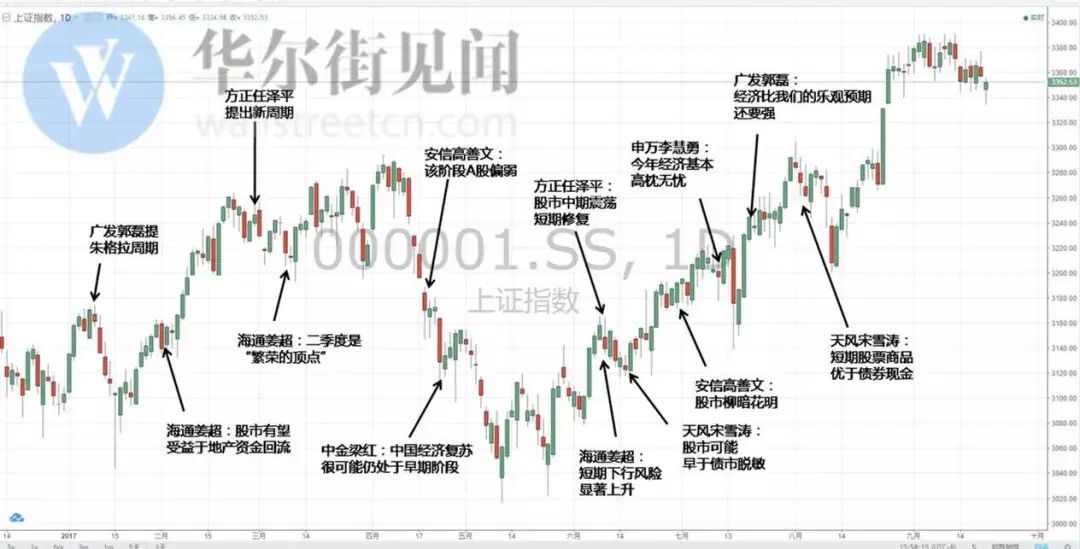 上证指数, 1D
开= 3347.16 高= 3356.45 低= 3334.98 收= 3352.53
实时
华尔街见闻
wallstreetcn.com
000001.SS, 1D
上证指数
广发郭磊提
朱格拉周期
海通姜超：股市有望
受益于地产资金回流
方正任泽平
提出新周期
海通姜超：二季度是
"繁荣的顶点"
安信高善文：
该阶段A股偏弱
中金梁红：中国经济复苏
很可能仍处于早期阶段
方正任泽平：
股市中期震荡
短期修复
海通姜超：
短期下行风险
显著上升
天风宋雪涛：
股市可能
早于债市脱敏
申万李慧勇：
今年经济基本
高枕无忧
安信高善文：
股市柳暗花明
广发郭磊：
经济比我们的乐观预期
还要强
天风宋雪涛：
短期股票商品
优于债券现金
3400.00
3380.00
3360.00
3352.53
3340.00
3320.00
3300.00
3280.00
3260.00
3240.00
3220.00
3200.00
3180.00
3160.00
3140.00
3120.00
3100.00
3080.00
3060.00
3040.00
3020.00
3000.00
14 2017 15 二月 15 三月 14 四月 14 五月 14 六月 14 七月 13 八月 14 九月 14 十月